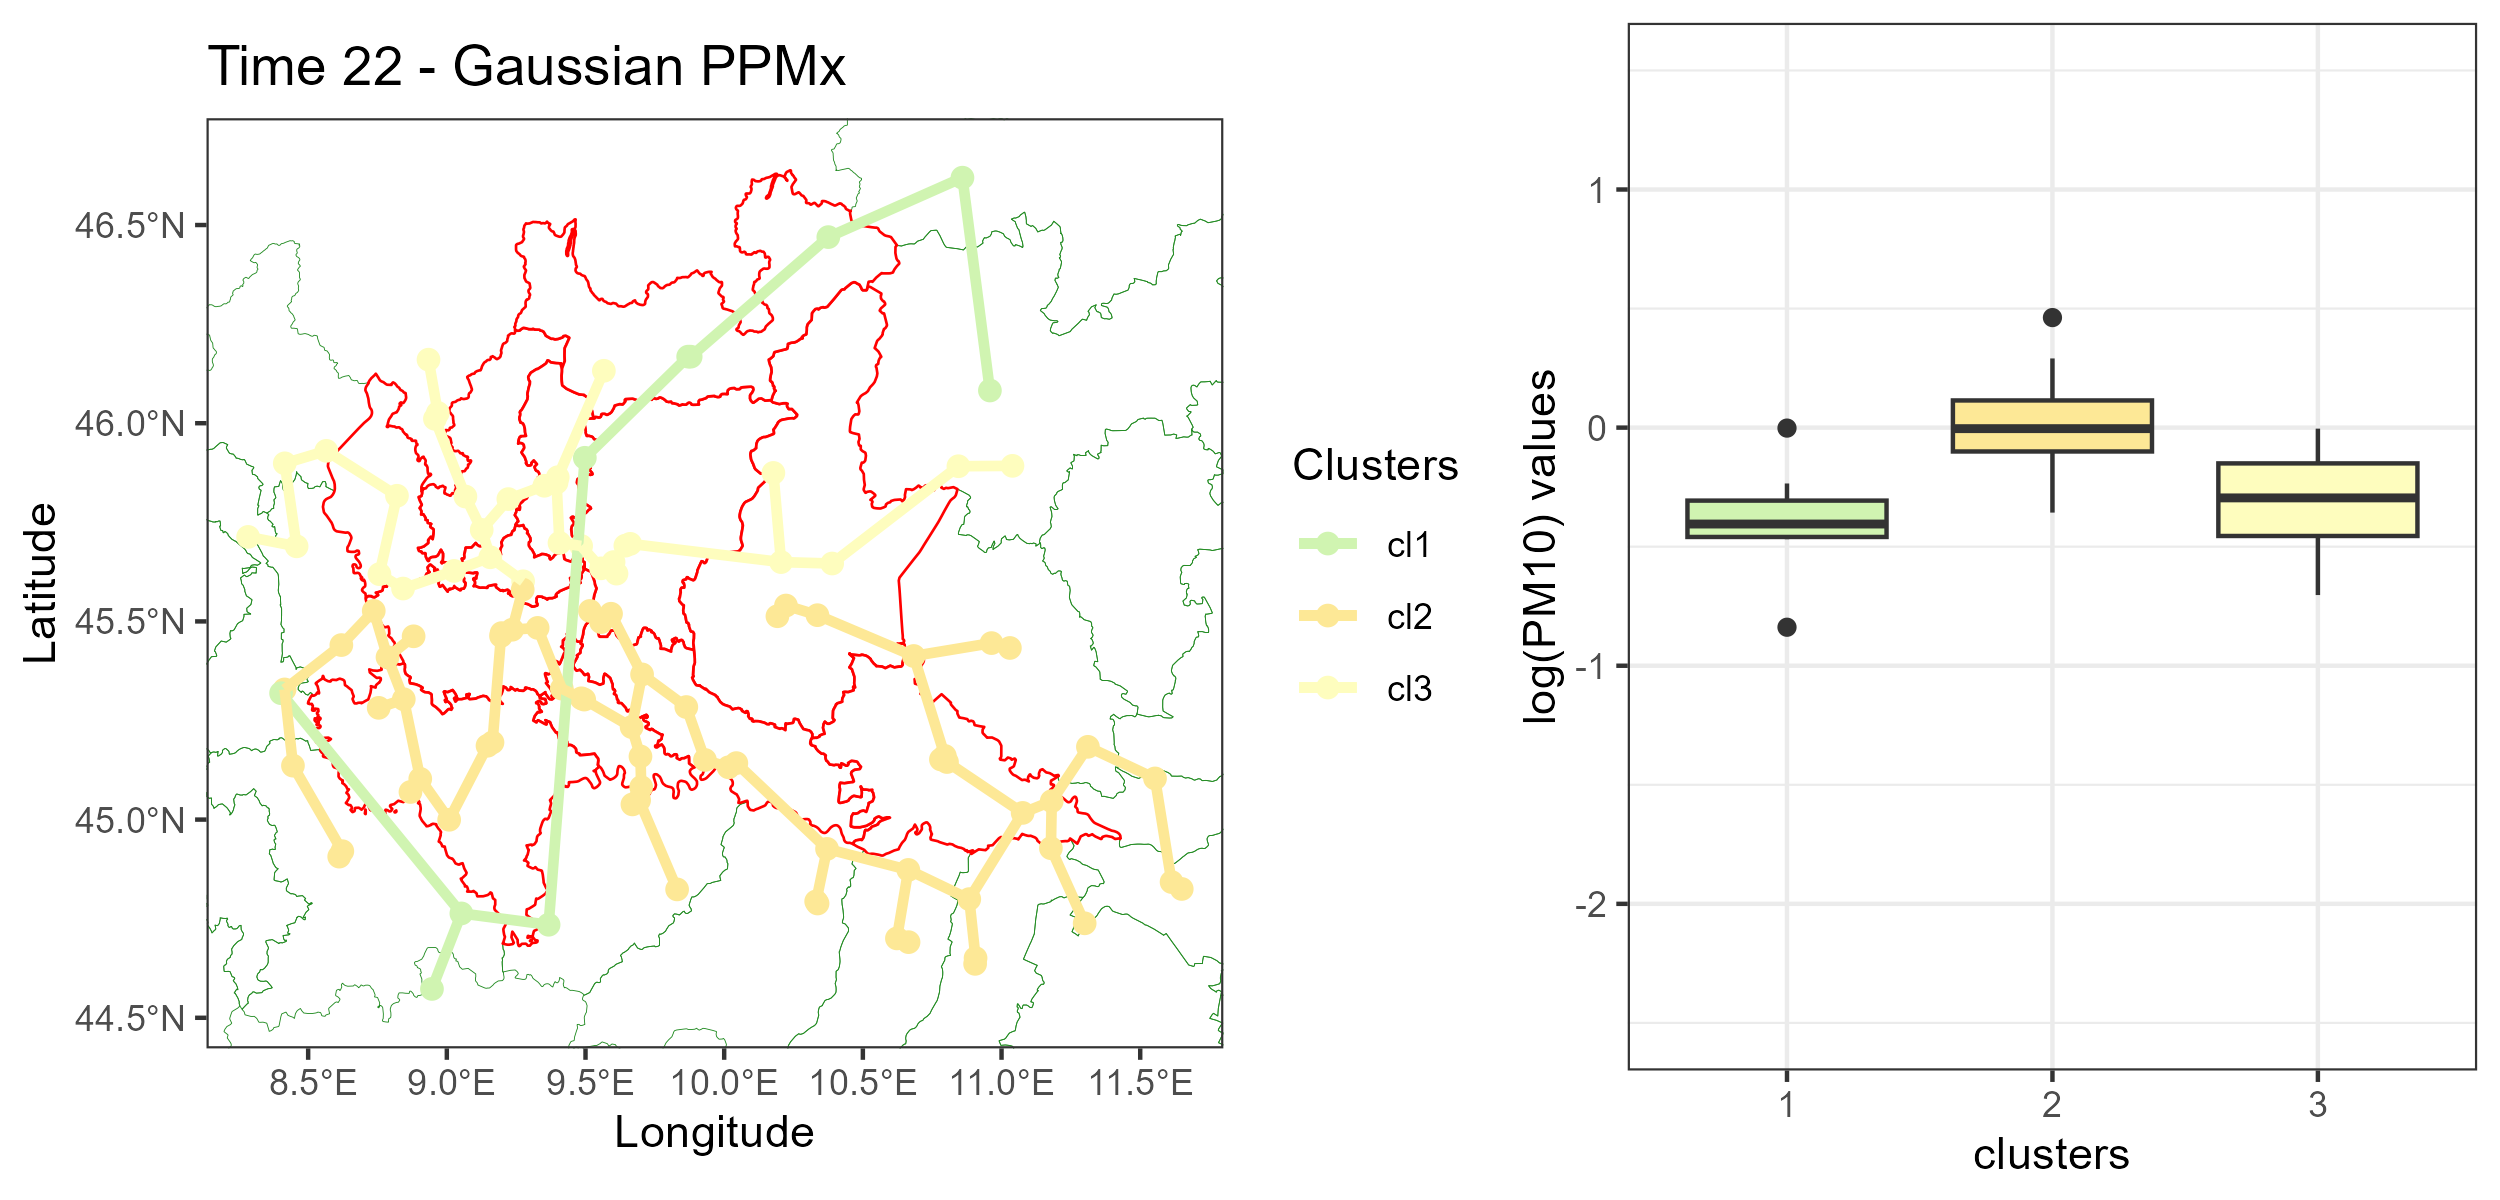 Time 22 - Gaussian PPMx
Latitude
46.5°N
46.0°N
45.5°N
45.0°N
44.5°N
8.5°E 9.0°E 9.5°E 10.0°E 10.5°E 11.0°E 11.5°E
Longitude
Clusters
cl1
cl2
cl3
log(PM10) values
1
0
-1
-2
1 2 3
clusters